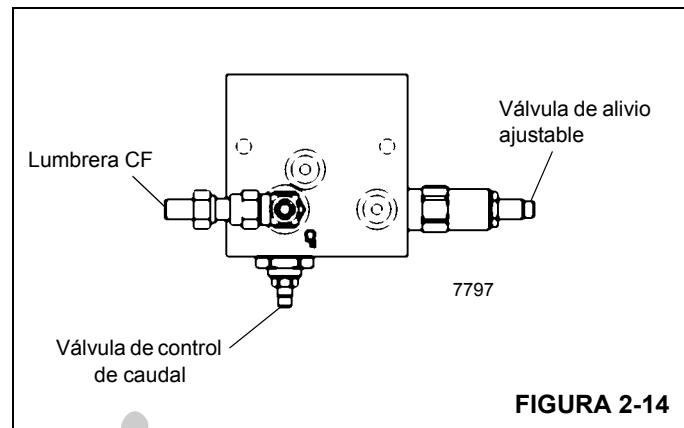 Válvula de alivio
ajustable
Lumbrera CF
7797
Válvula de control
de caudal
FIGURA 2-14